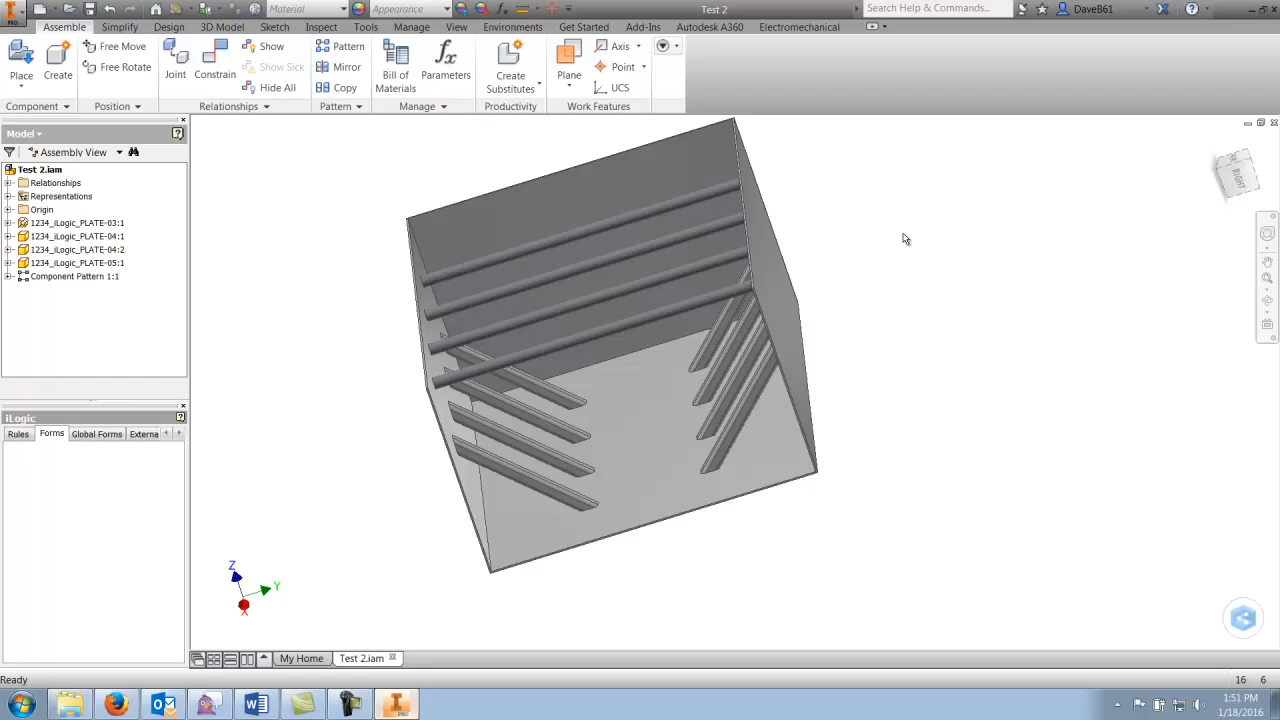 Material
Appearance
Test 2
Search Help & Commands...
DaveB61
PRO
Assemble Simplify Design 3D Model Sketch Inspect Tools Manage View Environments Get Started Add-Ins Autodesk A360 Electromechanical
Place
Create
Free Move
Free Rotate
Joint
Constrain
Show
Show Sick
Hide All
Pattern
Mirror
Copy
Bill of
Materials
Parameters
Create
Substitutes
Plane
Axis
Point
UCS
Component Position Relationships Pattern Manage Productivity Work Features
Model
Assembly View
Test 2.iam
Relationships
Representations
Origin
1234_iLogic_PLATE-03:1
1234_iLogic_PLATE-04:1
1234_iLogic_PLATE-04:2
1234_iLogic_PLATE-05:1
Component Pattern 1:1
RIGHT
iLogic
Rules Forms Global Forms Externa
Z
Y
X
My Home
Test 2.iam
Ready
16 6
PRO
1:51 PM
1/18/2016